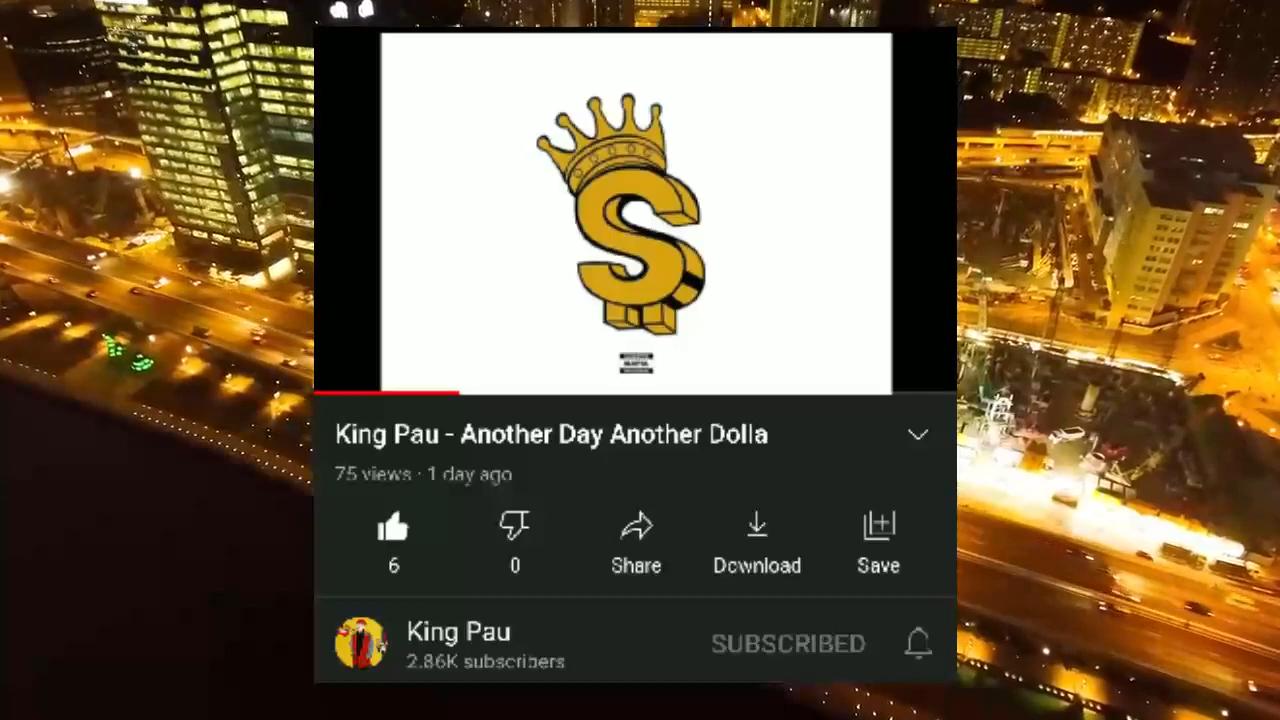 King Pau - Another Day Another Dolla
75 views · 1 day ago
6
0
Share
Download
Save
King Pau
2.86K subscribers
SUBSCRIBED